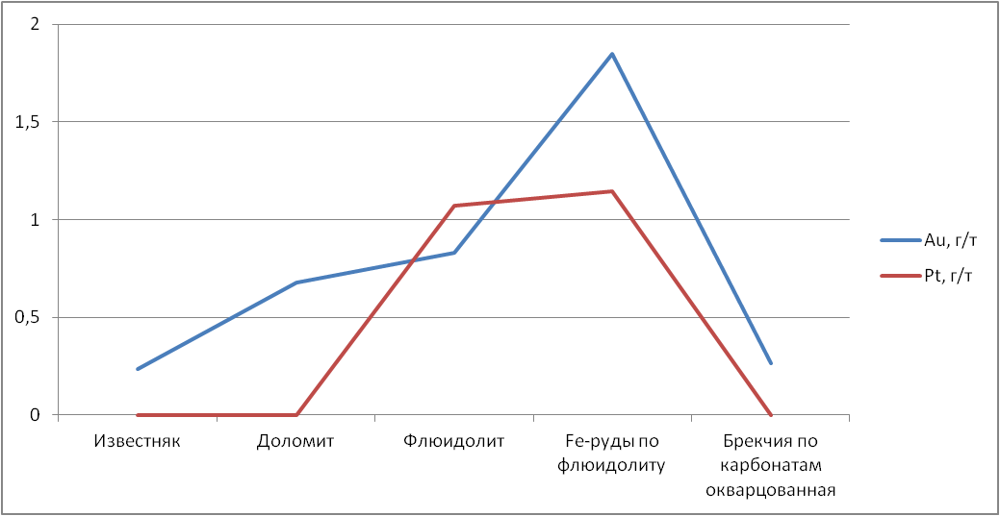 2
1,5
1
0,5
0
Известняк
Доломит
Флюидолит
Fe-руды по
флюидолиту
Брекчия по
карбонатам
окварцованная
Au, г/т
Pt, г/т